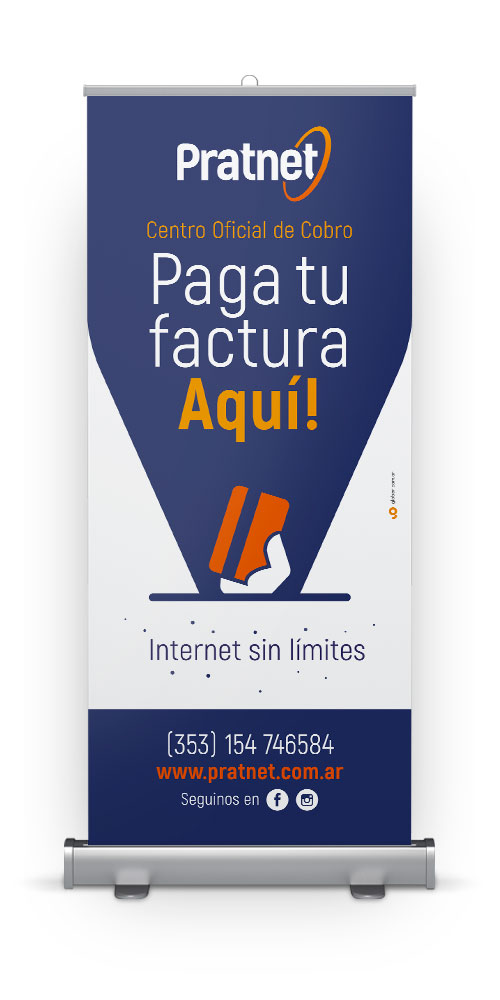 Pratnet
Centro Oficial de Cobro
Paga tu
factura
Aquí!
Internet sin límites
(353) 154 746584
www.pratnet.com.ar
Seguinos en